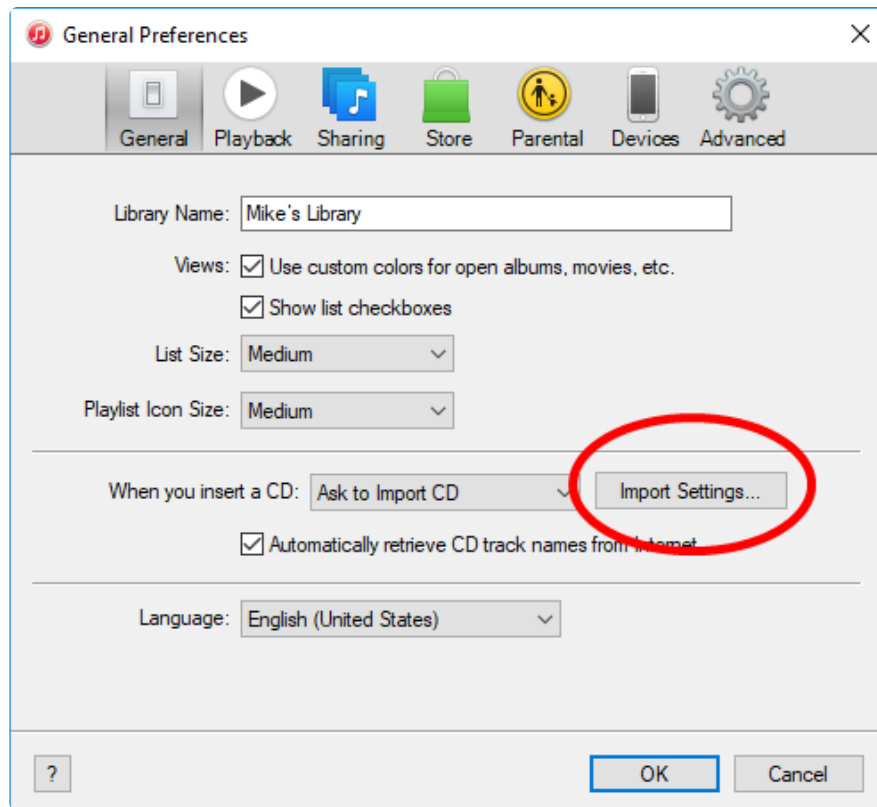 General Preferences
General Playback Sharing Store Parental Devices Advanced
Library Name: Mike's Library
Views: Use custom colors for open albums, movies, etc.
Show list checkboxes
List Size: Medium
Playlist Icon Size: Medium
When you insert a CD: Ask to Import CD Import Settings...
Automatically retrieve CD track names from Internet
Language: English (United States)
? OK Cancel